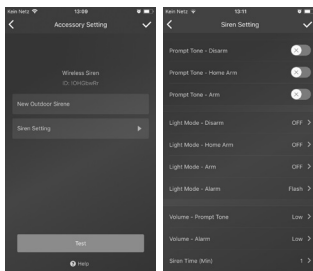 Kein Netz 13:09
Accessory Setting
Wireless Siren
New Outdoor Sirene
Siren Setting
Test
Help
Kein Netz 13:11
Siren Setting
Prompt Tone - Disarm
Prompt Tone - Home Arm
Prompt Tone - Arm
Light Mode - Disarm OFF
Light Mode - Home Arm OFF
Light Mode - Arm OFF
Light Mode - Alarm Flash
Volume - Prompt Tone Low
Volume - Alarm Low
Siren Time (Min) 1